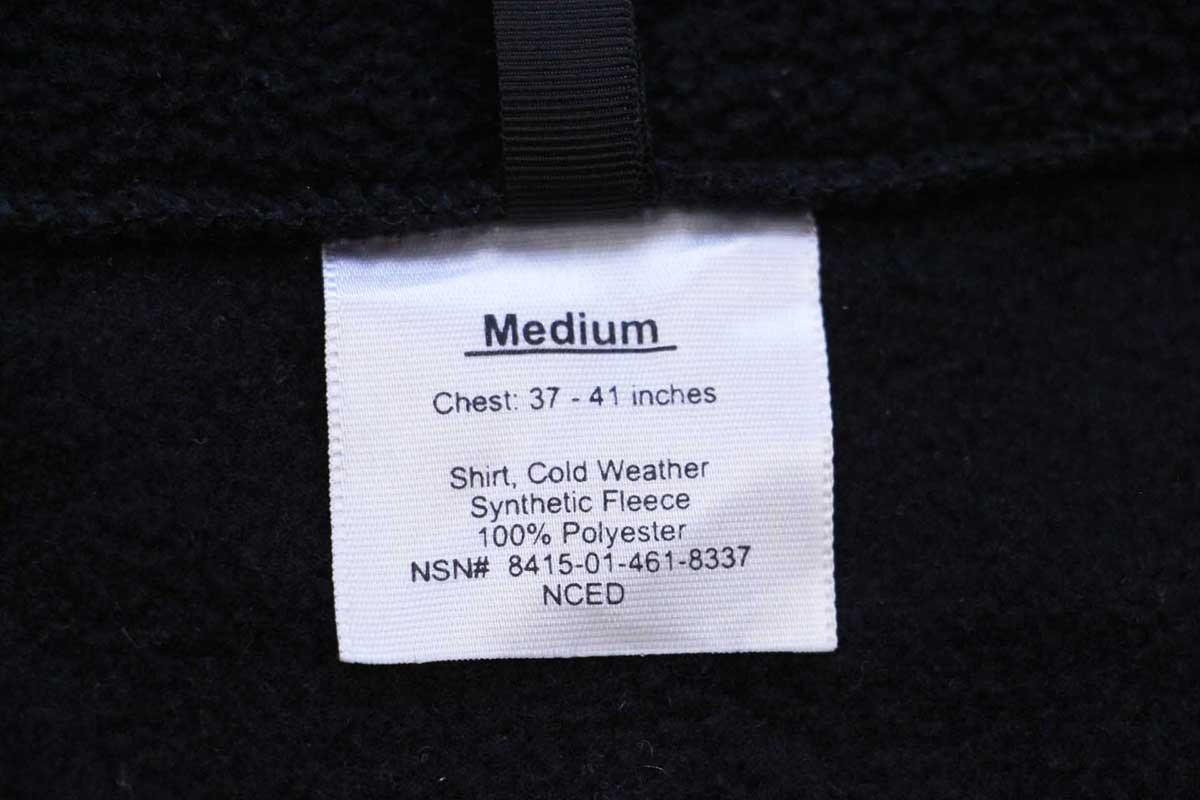 Medium
Chest: 37 - 41 inches
Shirt, Cold Weather
Synthetic Fleece
100% Polyester
NSN# 8415-01-461-8337
NCED